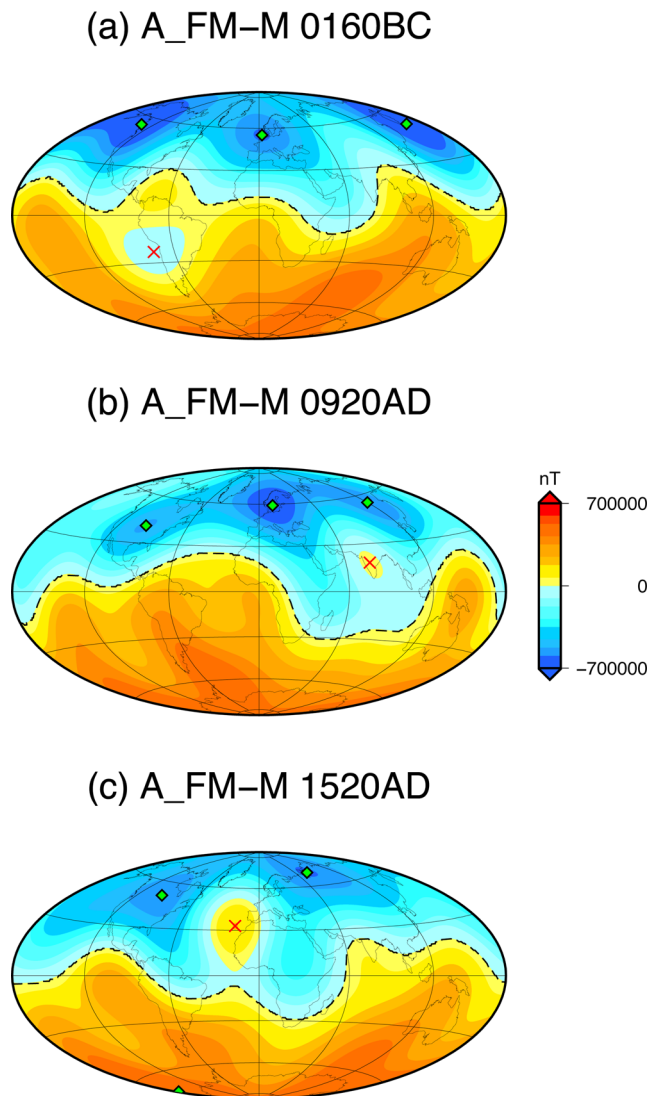 (a) A_FM−M 0160BC
(b) A_FM−M 0920AD
nT
700000
0
−700000
(c) A_FM−M 1520AD